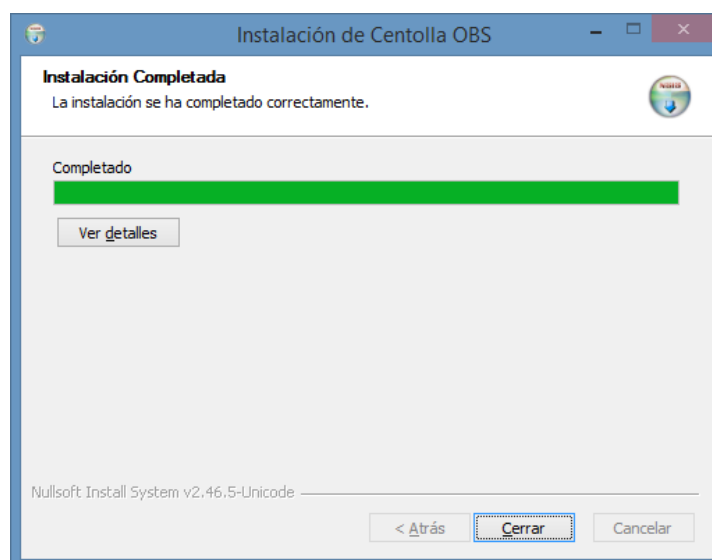 Instalación de Centolla OBS
Instalación Completada
La instalación se ha completado correctamente.
Completado
Ver detalles
Nullsoft Install System v2.46.5-Unicode
< Atrás
Cerrar
Cancelar